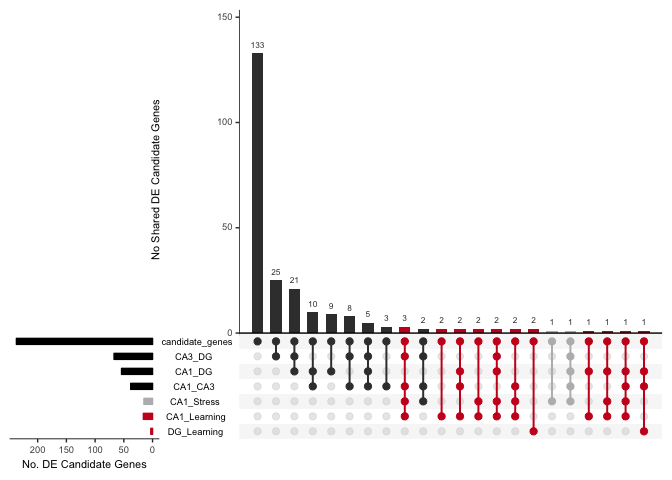 150
133
100
No Shared DE Candidate Genes
50
25
21
10
9
8
5
3
3
2
2
2
2
2
2
2
1
1
1
1
1
1
0
candidate_genes
CA3_DG
CA1_DG
CA1_CA3
CA1_Stress
CA1_Learning
DG_Learning
200 150 100 50 0
No. DE Candidate Genes